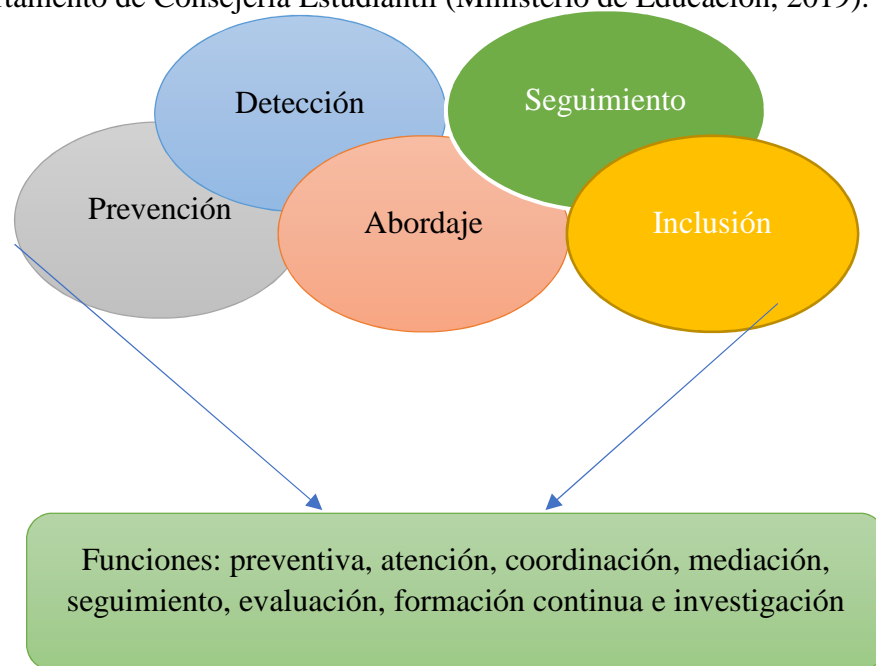 rtamento de Consejería Estudiantil (Ministerio de Educación, 2019).
Detección
Seguimiento
Prevención
Abordaje
Inclusión
Funciones: preventiva, atención, coordinación, mediación,
seguimiento, evaluación, formación continua e investigación